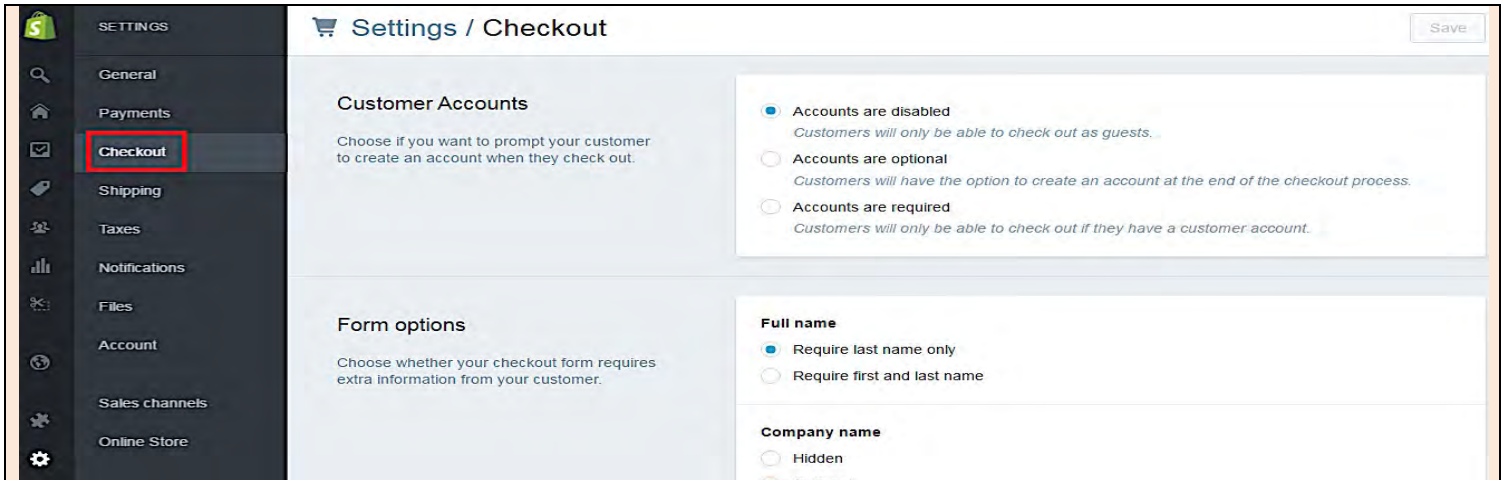 SETTINGS
General
Payments
Checkout
Shipping
Taxes
Notifications
Files
Account
Sales channels
Online Store
Settings / Checkout
Save
Customer Accounts
Choose if you want to prompt your customer
to create an account when they check out.
Accounts are disabled
Customers will only be able to check out as guests.
Accounts are optional
Customers will have the option to create an account at the end of the checkout process.
Accounts are required
Customers will only be able to check out if they have a customer account.
Form options
Choose whether your checkout form requires
extra information from your customer.
Full name
Require last name only
Require first and last name
Company name
Hidden